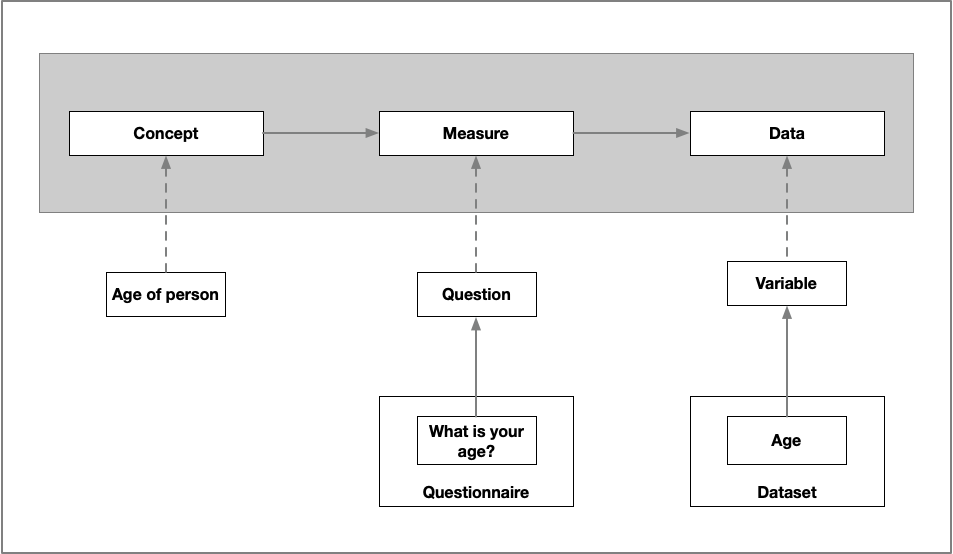 Concept
Measure
Data
Age of person
Question
Variable
What is your
age?
Questionnaire
Age
Dataset